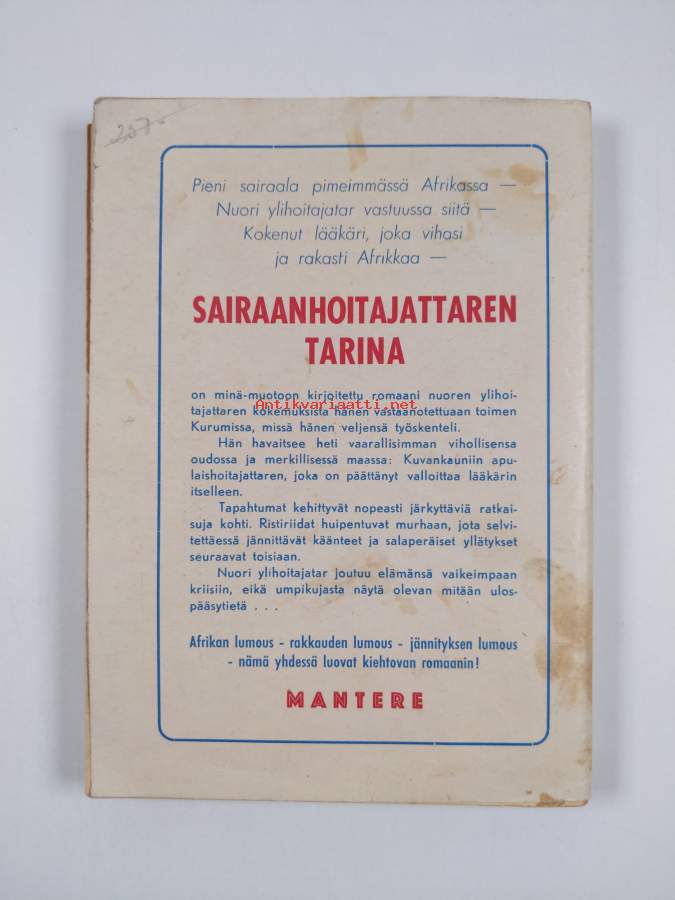 237-
Pieni sairaala pimeimmässä Afrikassa —
Nuori ylihoitajatar vastuussa siitä —
Kokenut lääkäri, joka vihasi
ja rakasti Afrikkaa —
SAIRAANHOITAJATTAREN
TARINA
on minä-muotoon kirjoitettu romaani nuoren ylihoi-
tajattaren kokemuksista hänen vastaanotettuaan toimen
Antikvariaatti.net
Kurumissa, missä hänen veljensä työskenteli.
Hän havaitsee heti vaarallisimman vihollisensa
oudossa ja merkillisessä maassa: Kuvankauniin apu-
laishoitajattaren, joka on päättänyt valloittaa lääkärin
itselleen.
Tapahtumat kehittyvät nopeasti järkyttäviä ratkai-
suja kohti. Ristiriidat huipentuvat murhaan, jota selvi-
tettäessä jännittävät käänteet ja salaperäiset yllätykset
seuraavat toisiaan.
Nuori ylihoitajatar joutuu elämänsä vaikeimpaan
kriisiin, eikä umpikujasta näytä olevan mitään ulos-
pääsytietä . . .
Afrikan lumous - rakkauden lumous - jännityksen lumous
- nämä yhdessä luovat kiehtovan romaanin!
MANTERE